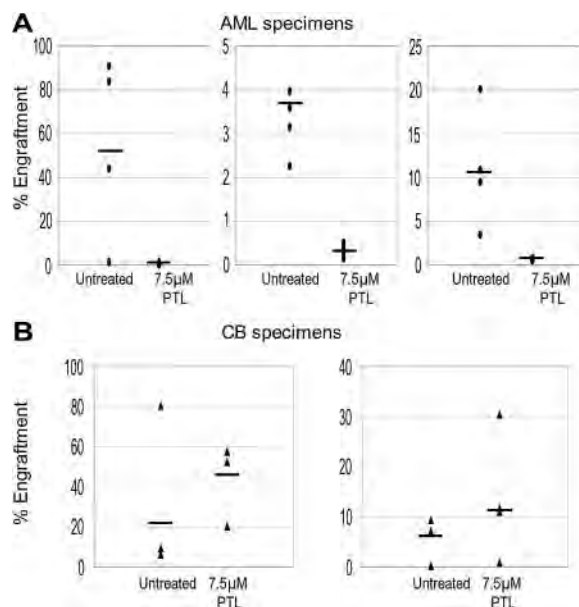 A AML specimens
% Engraftment
100
80
60
40
20
0
Untreated 7.5µM
PTL
5
4
3
2
1
0
Untreated 7.5µM
PTL
25
20
15
10
5
0
Untreated 7.5µM
PTL
B CB specimens
% Engraftment
100
80
60
40
20
0
Untreated 7.5µM
PTL
40
30
20
10
0
Untreated 7.5µM
PTL